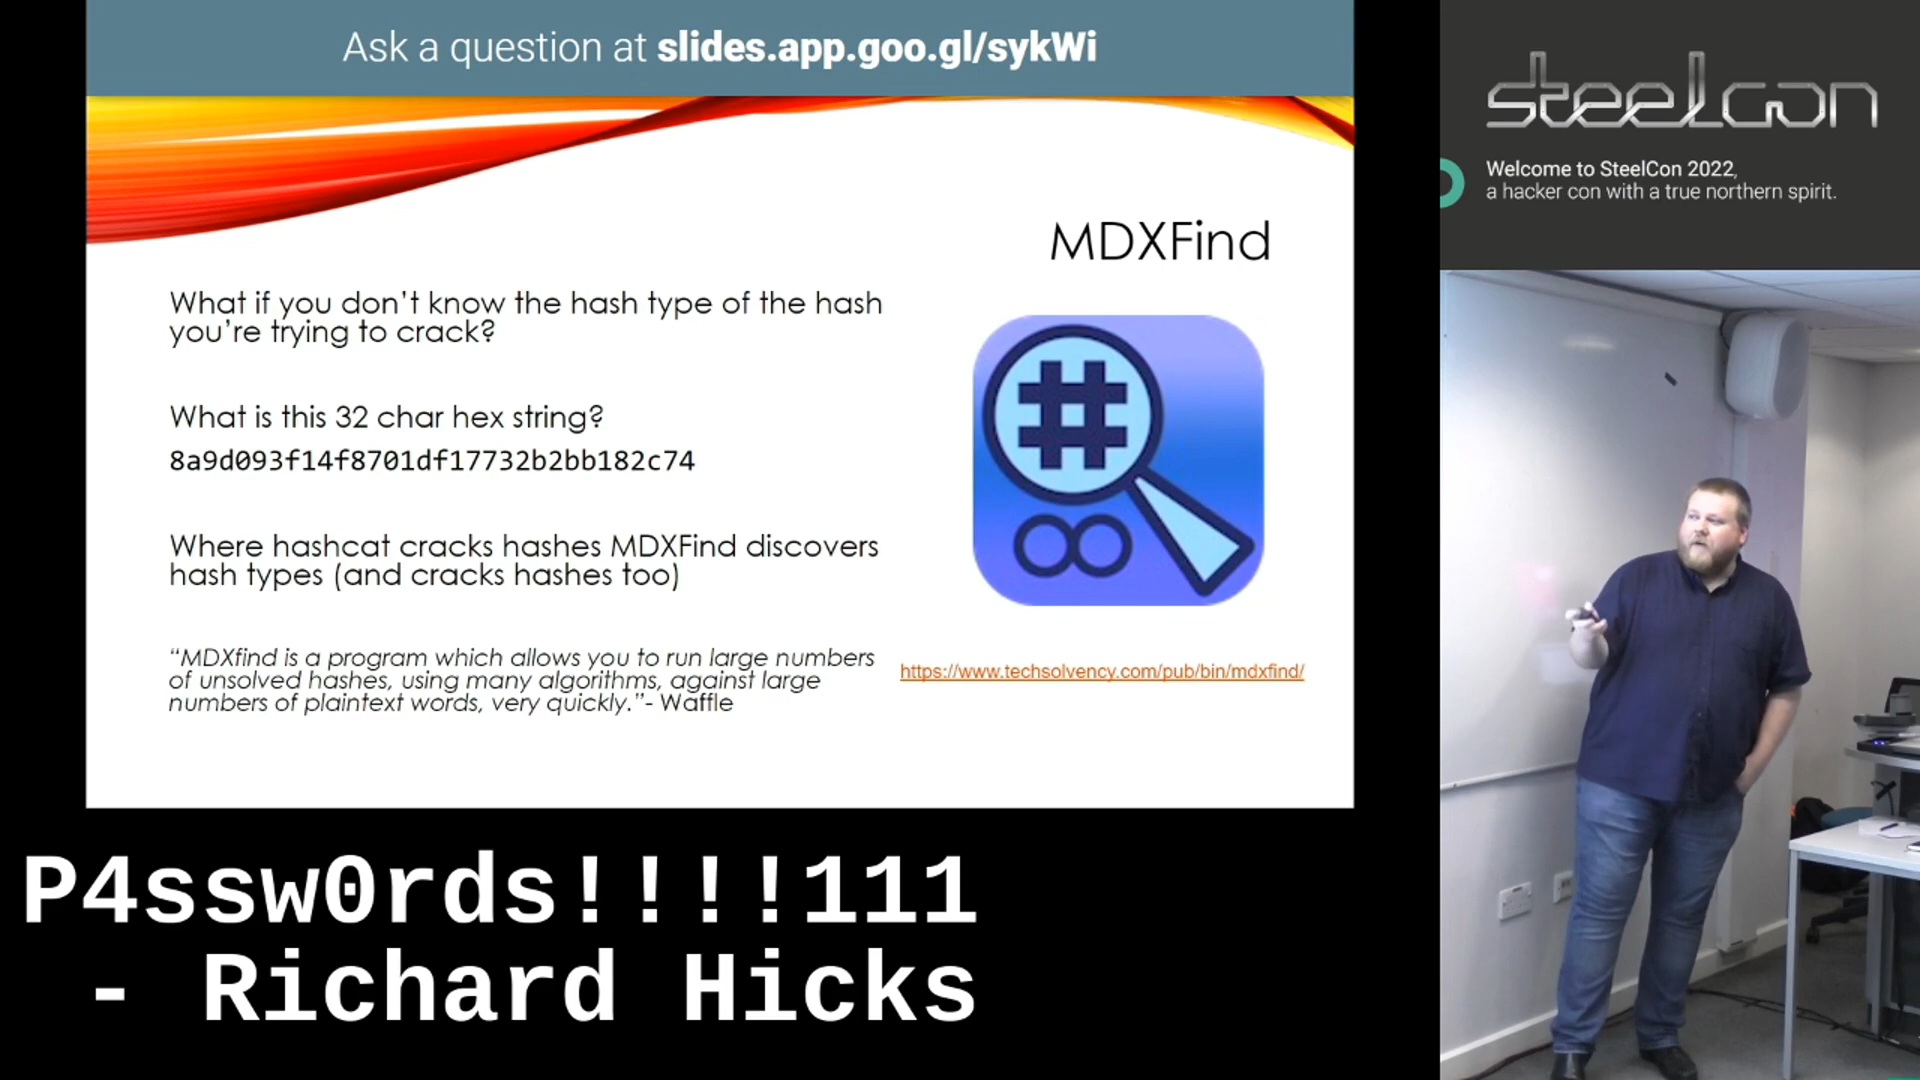 Ask a question at slides.app.goo.gl/sykWi
steelcon
Welcome to SteelCon 2022,
a hacker con with a true northern spirit.
MDXFind
What if you don’t know the hash type of the hash
you’re trying to crack?
What is this 32 char hex string?
8a9d093f14f8701df17732b2bb182c74
Where hashcat cracks hashes MDXFind discovers
hash types (and cracks hashes too)
“MDXfind is a program which allows you to run large numbers
of unsolved hashes, using many algorithms, against large
numbers of plaintext words, very quickly.”- Waffle
https://www.techsolvency.com/pub/bin/mdxfind/
P4ssw0rds!!!!111
- Richard Hicks